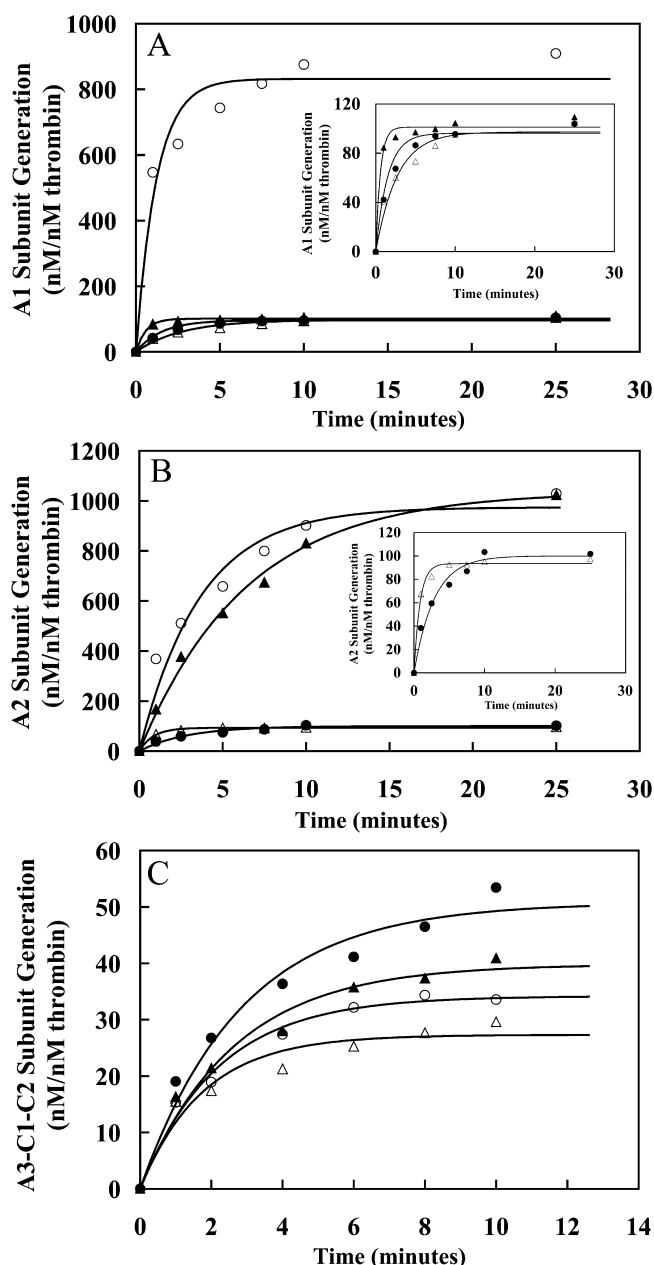 A
1000
800
600
400
200
0
A1 Subunit Generation
(nM/nM thrombin)
0 5 10 15 20 25 30
Time (minutes)
120
80
40
0
A1 Subunit Generation
(nM/nM thrombin)
0 10 20 30
Time (minutes)
B
1200
1000
800
600
400
200
0
A2 Subunit Generation
(nM/nM thrombin)
0 5 10 15 20 25 30
Time (minutes)
120
100
80
60
40
20
0
A2 Subunit Generation
(nM/nM thrombin)
0 10 20 30
Time (minutes)
C
60
50
40
30
20
10
0
A3-C1-C2 Subunit Generation
(nM/nM thrombin)
0 2 4 6 8 10 12 14
Time (minutes)